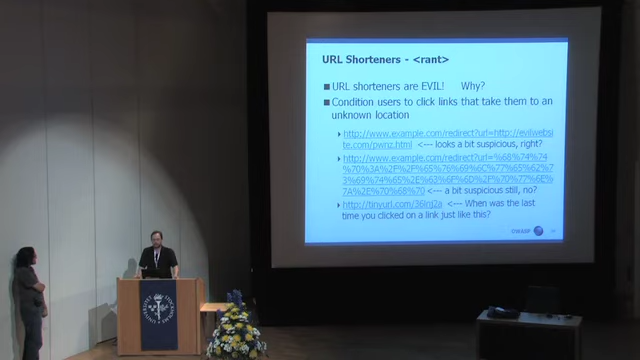 URL Shorteners - <rant>
URL shorteners are EVIL! Why?
Condition users to click links that take them to an
unknown location
http://www.example.com/redirect?url=http://evilwebsi
te.com/pwnz.html <--- looks a bit suspicious, right?
http://www.example.com/redirect?url=%68%74%74
%70%3A%2F%2F%65%76%69%6C%77%65%62%7
3%69%74%65%2E%63%6F%6D%2F%70%77%6E%
7A%2E%70%68%70 <--- a bit suspicious still, no?
http://tinyurl.com/36lnj2a <--- When was the last
time you clicked on a link just like this?